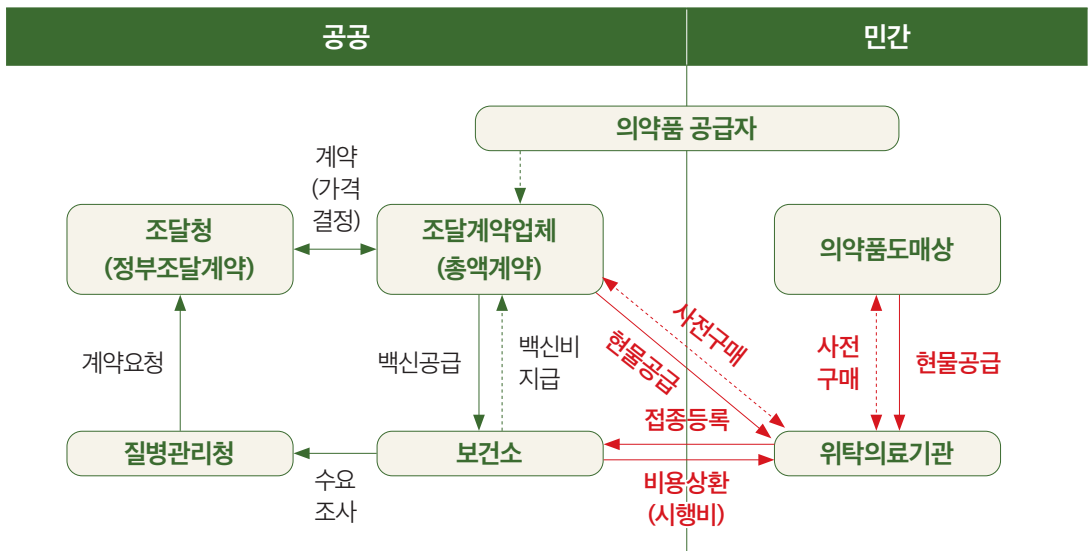 공공
민간
의약품 공급자
계약
(가격
결정)
조달청
(정부조달계약)
조달계약업체
(총액계약)
의약품도매상
계약요청
백신공급
백신비
지급
현물공급
사전구매
사전
구매
현물공급
접종등록
질병관리청
보건소
위탁의료기관
수요
조사
비용상환
(시행비)